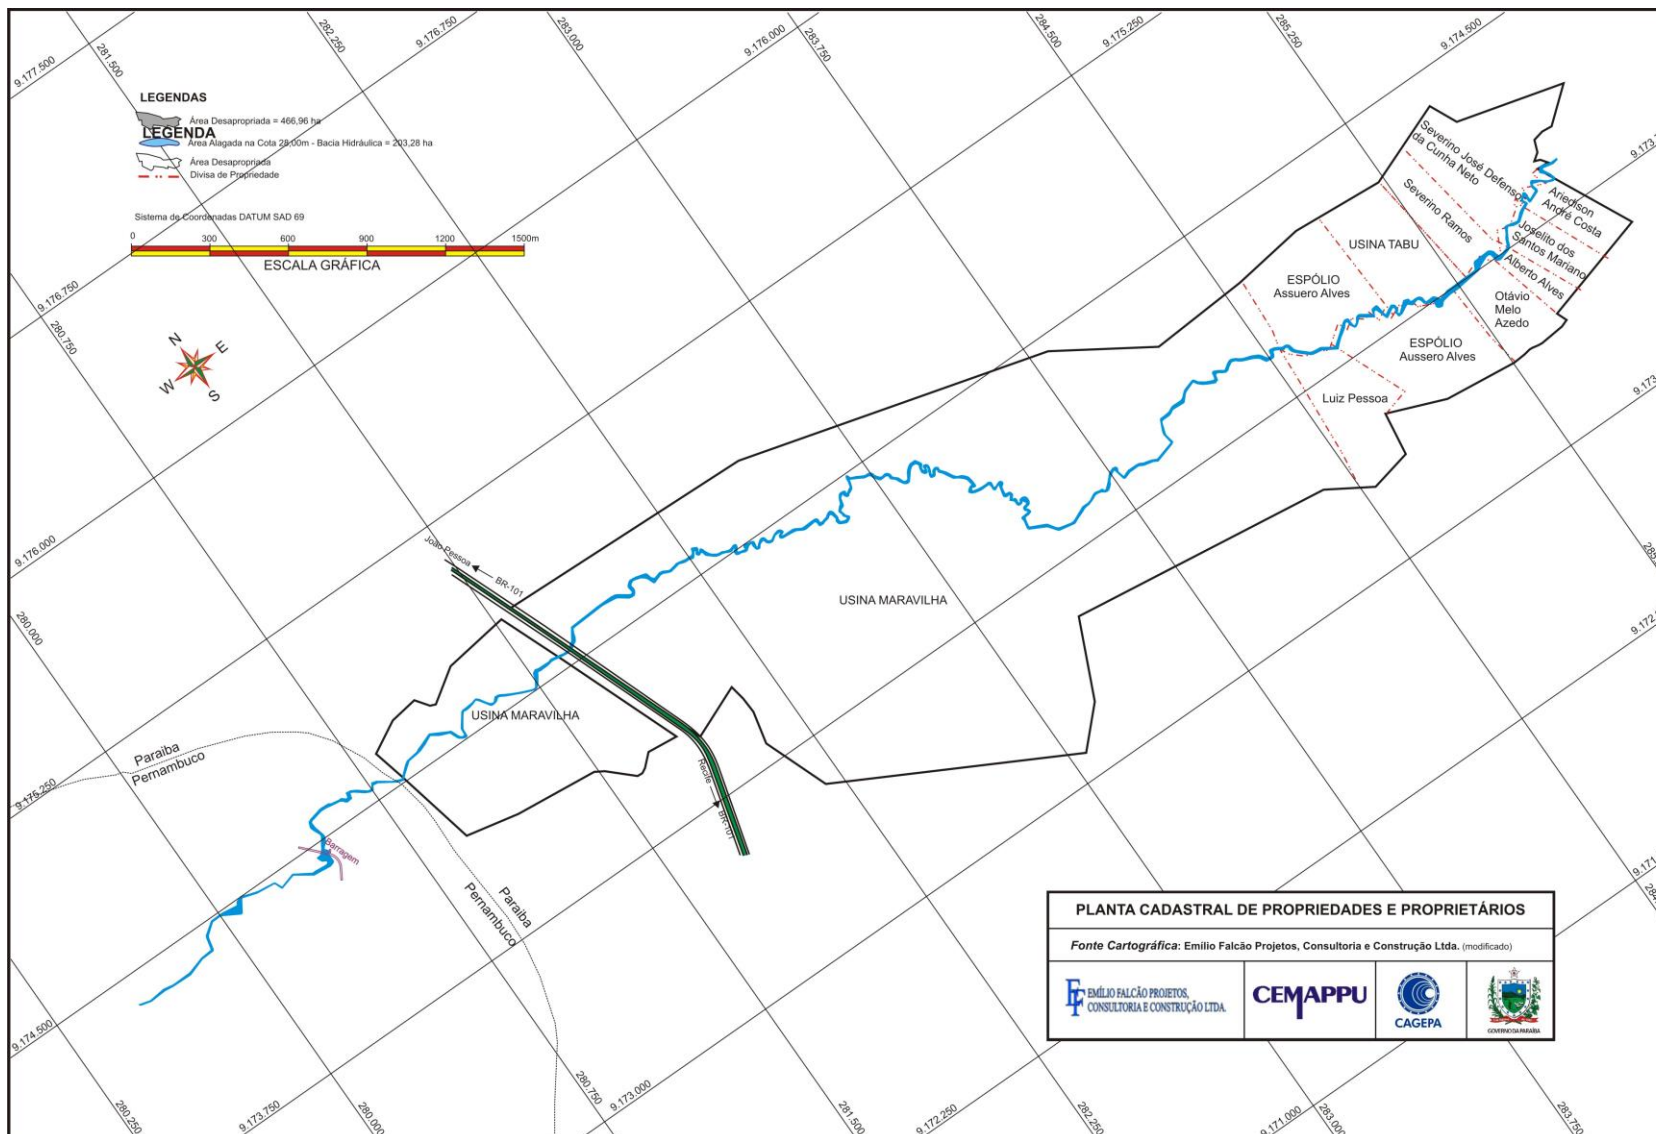 9.177.500
281.500
282.250
9.176.750
283.000
9.176.000
283.750
284.500
9.175.250
285.250
9.174.500
LEGENDAS
Área Desapropriada = 466,96 ha
LEGENDA
Área Alagada na Cota 28,00m - Bacia Hidráulica = 203,28 ha
Área Desapropriada
Divisa de Propriedade
Sistema de Coordenadas DATUM SAD 69
0 300 600 900 1200 1500m
ESCALA GRÁFICA
9.176.750
280.750
N
E
W
S
Severino José Defensor
da Cunha Neto
Severino Ramos
Ariedison
André Costa
Joselito dos
Santos Mariano
Alberto Alves
Otávio
Melo
Azedo
USINA TABU
ESPÓLIO
Assuero Alves
ESPÓLIO
Aussero Alves
Luiz Pessoa
9.176.000
João Pessoa
BR-101
USINA MARAVILHA
280.000
USINA MARAVILHA
Paraiba
Pernambuco
9.175.250
Recife
BR-101
Barragem
Paraiba
Pernambuco
PLANTA CADASTRAL DE PROPRIEDADES E PROPRIETÁRIOS
Fonte Cartográfica: Emílio Falcão Projetos, Consultoria e Construção Ltda. (modificado)
EF
EMÍLIO FALCÃO PROJETOS,
CONSULTORIA E CONSTRUÇÃO LTDA.
CEMAPPU
CAGEPA
GOVERNO DA PARAÍBA
9.174.500
280.250
9.173.750
280.000
280.750
9.173.000
281.500
9.172.250
282.250
9.171.000
283.000
283.750